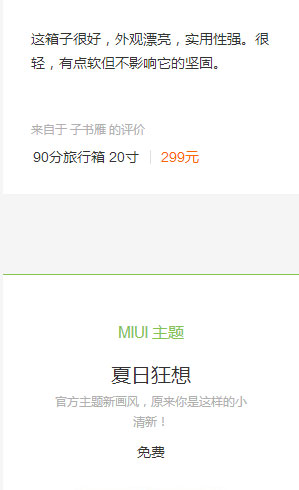 这箱子很好，外观漂亮，实用性强。很
轻，有点软但不影响它的坚固。
来自于 子书雁 的评价
90分旅行箱 20寸 299元
MIUI 主题
夏日狂想
官方主题新画风，原来你是这样的小
清新！
免费